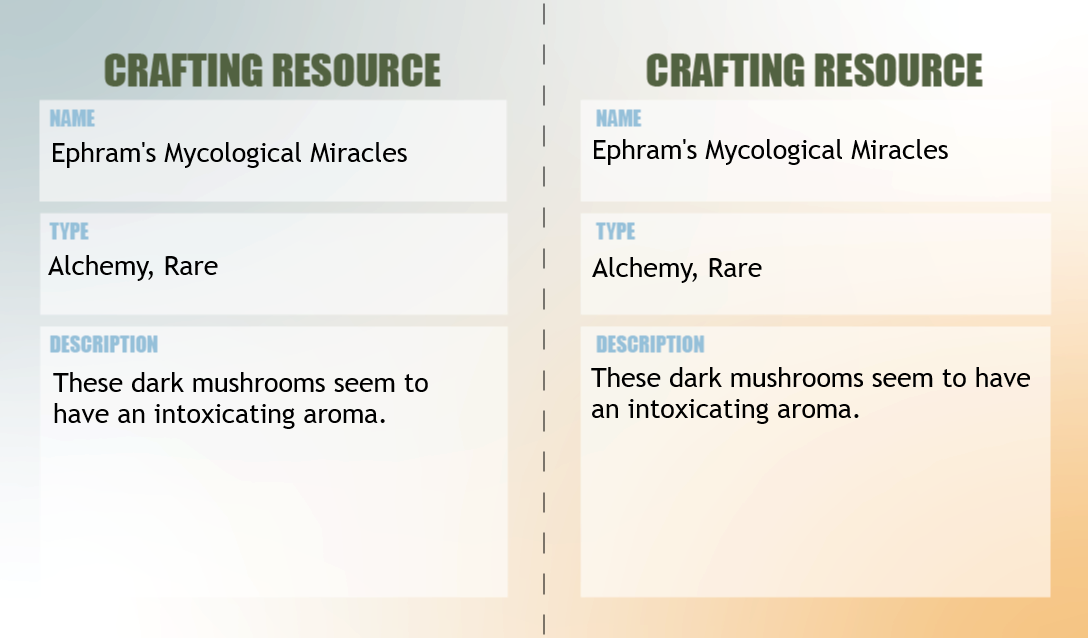 CRAFTING RESOURCE
NAME
Ephram's Mycological Miracles
TYPE
Alchemy, Rare
DESCRIPTION
These dark mushrooms seem to
have an intoxicating aroma.
CRAFTING RESOURCE
NAME
Ephram's Mycological Miracles
TYPE
Alchemy, Rare
DESCRIPTION
These dark mushrooms seem to have
an intoxicating aroma.